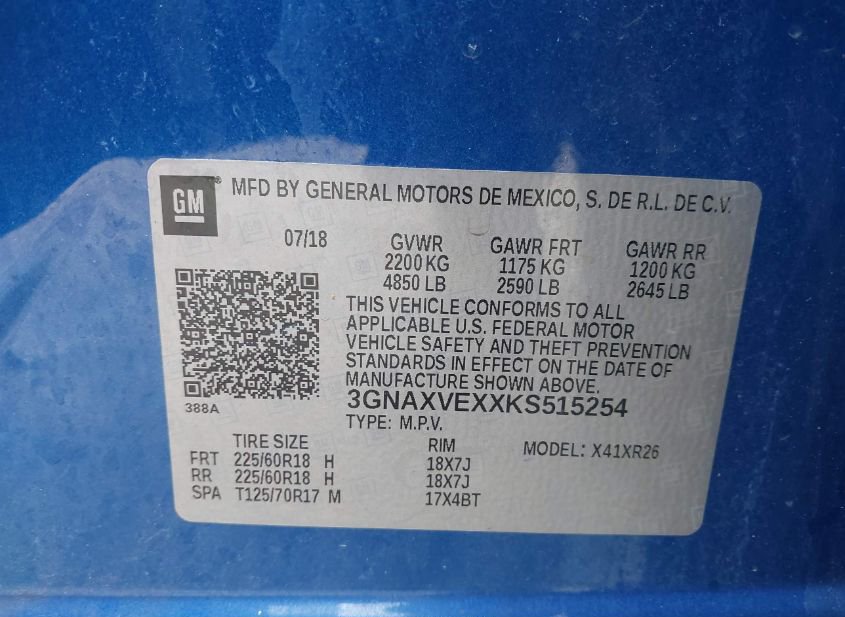 GM® MFD BY GENERAL MOTORS DE MEXICO, S. DE R.L. DE C.V.
07/18 GVWR GAWR FRT GAWR RR
2200 KG 1175 KG 1200 KG
4850 LB 2590 LB 2645 LB
THIS VEHICLE CONFORMS TO ALL
APPLICABLE U.S. FEDERAL MOTOR
VEHICLE SAFETY AND THEFT PREVENTION
STANDARDS IN EFFECT ON THE DATE OF
MANUFACTURE SHOWN ABOVE.
3GNAXVEXXKS515254
388A
TYPE: M.P.V.
TIRE SIZE RIM MODEL: X41XR26
FRT 225/60R18 H 18X7J
RR 225/60R18 H 18X7J
SPA T125/70R17 M 17X4BT